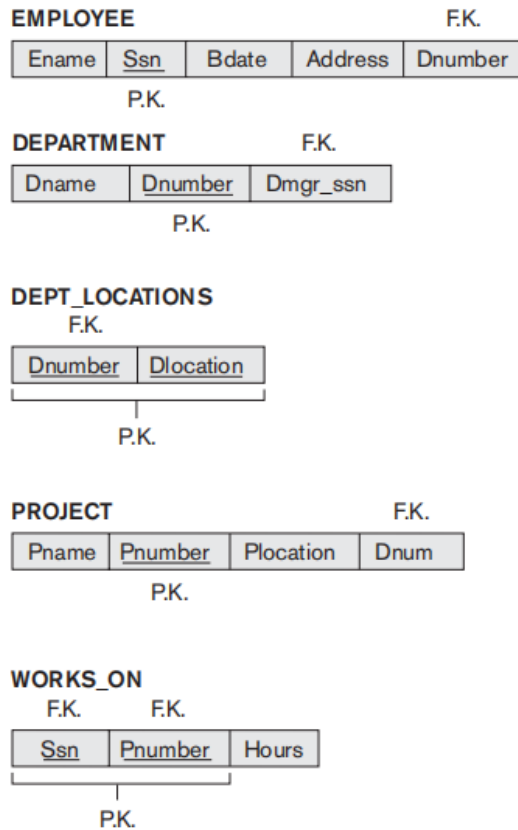 EMPLOYEE F.K.
Ename Ssn Bdate Address Dnumber
P.K.
DEPARTMENT F.K.
Dname Dnumber Dmgr_ssn
P.K.
DEPT_LOCATIONS
F.K.
Dnumber Dlocation
P.K.
PROJECT F.K.
Pname Pnumber Plocation Dnum
P.K.
WORKS_ON
F.K. F.K.
Ssn Pnumber Hours
P.K.